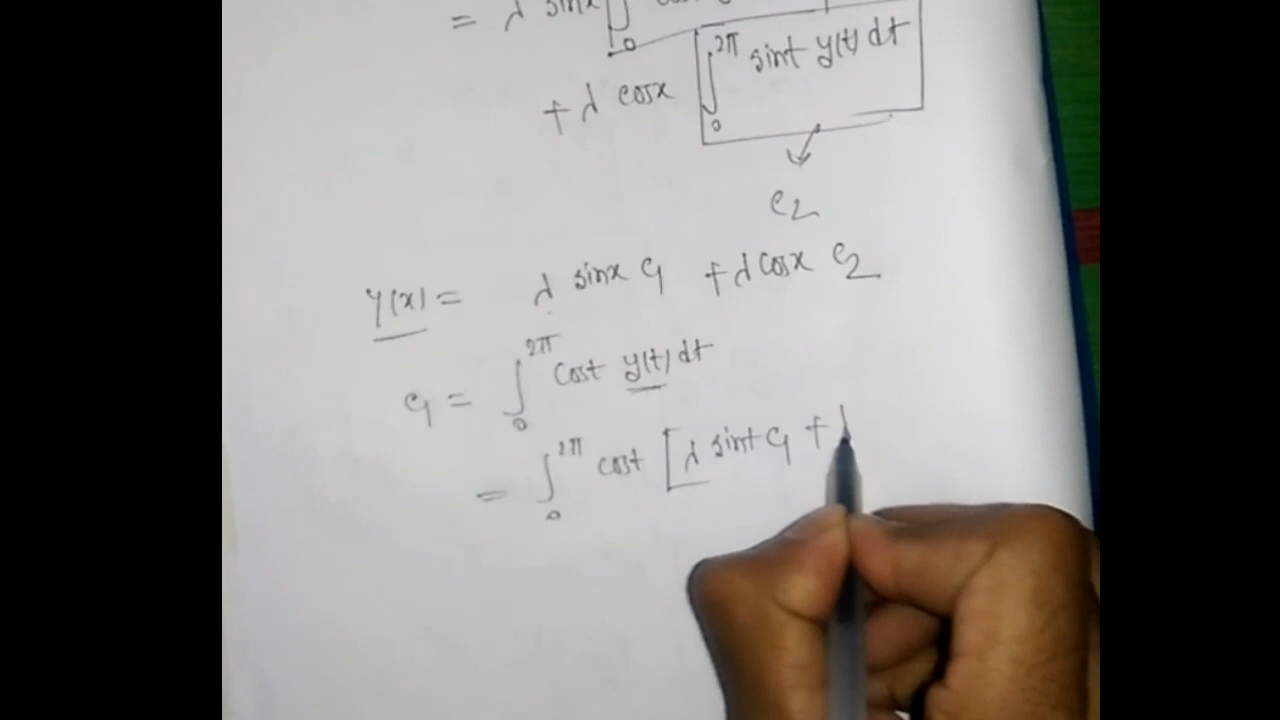 = λ sinx ∫₀
+ λ cosx ∫₀^2π sint y(t) dt
c₂
y(x) = λ sinx c₁ + λ cosx c₂
c₁ = ∫₀^2π cost y(t) dt
= ∫₀^2π cost [λ sint c₁ + λ